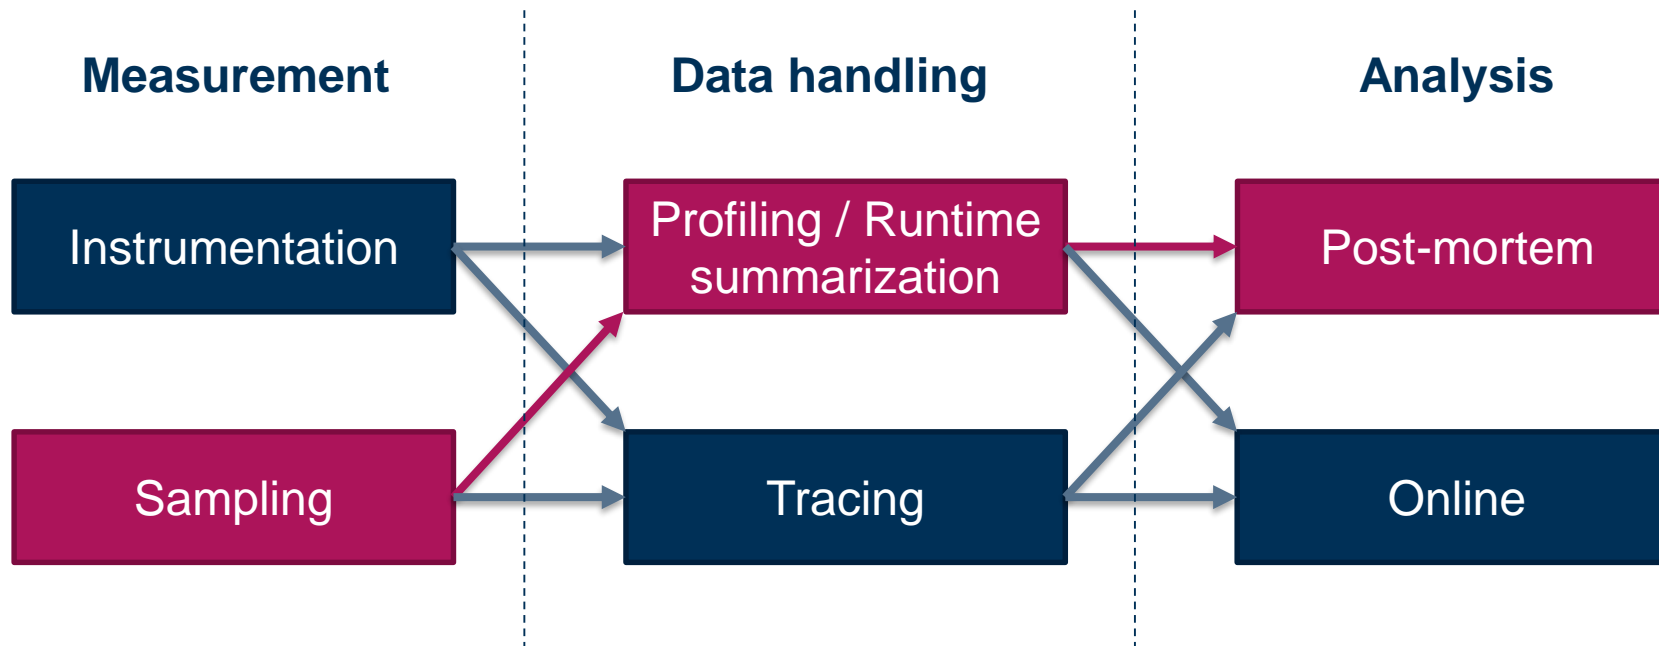 Measurement
Data handling
Analysis
Instrumentation
Profiling / Runtime
summarization
Post-mortem
Sampling
Tracing
Online